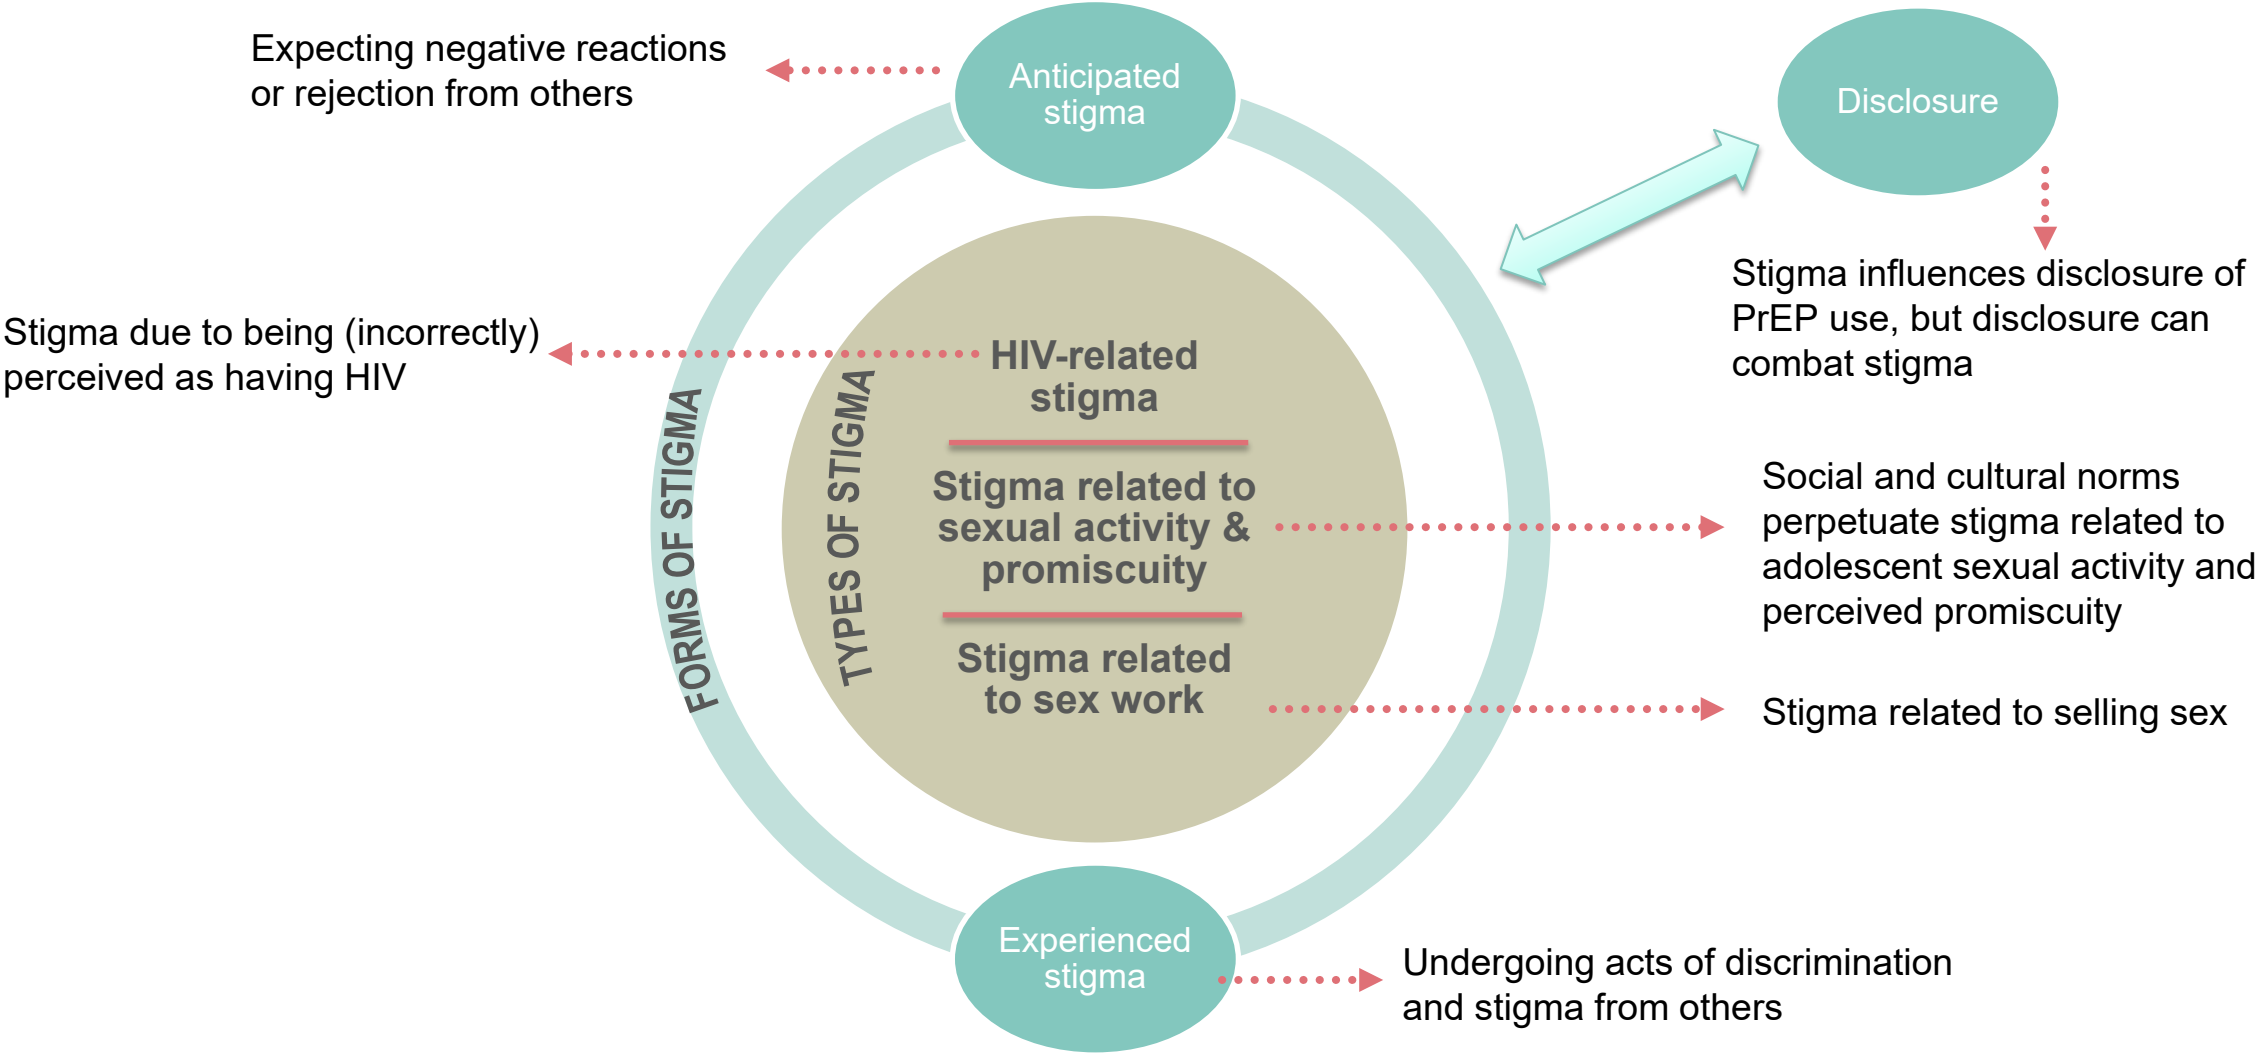 Expecting negative reactions
or rejection from others
Anticipated
stigma
Disclosure
Stigma influences disclosure of
PrEP use, but disclosure can
combat stigma
Stigma due to being (incorrectly)
perceived as having HIV
FORMS OF STIGMA
TYPES OF STIGMA
HIV-related
stigma
Stigma related to
sexual activity &
promiscuity
Stigma related
to sex work
Social and cultural norms
perpetuate stigma related to
adolescent sexual activity and
perceived promiscuity
Stigma related to selling sex
Experienced
stigma
Undergoing acts of discrimination
and stigma from others